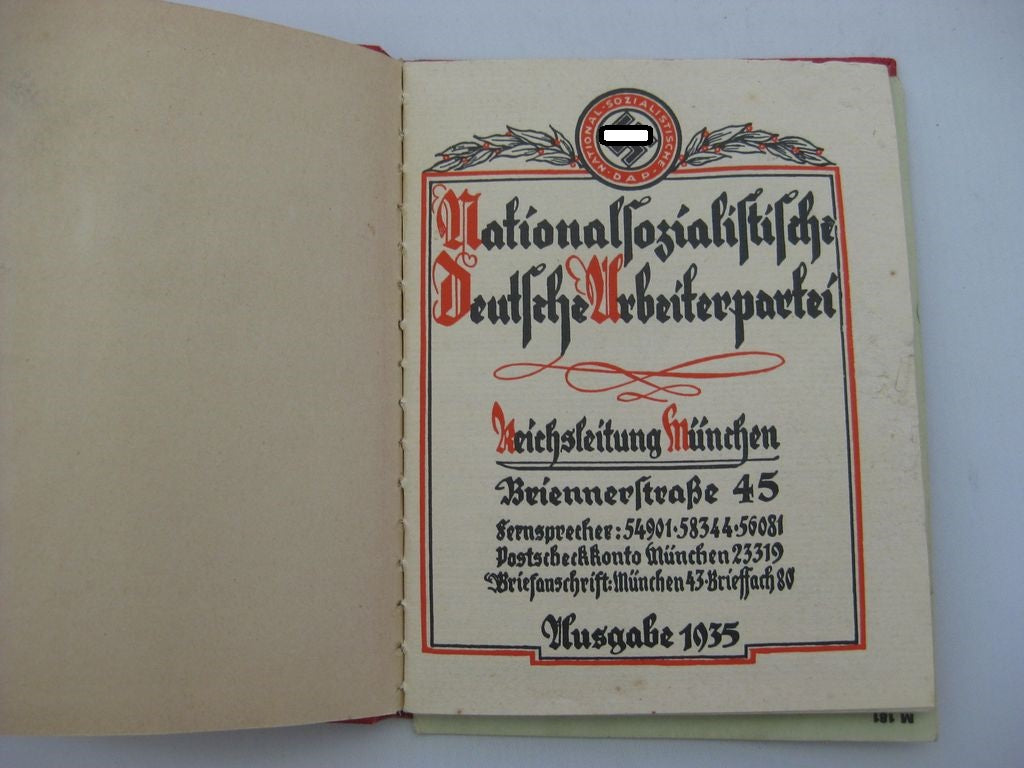 NATIONAL-SOZIALISTISCHE-
D.A.P.
Nationalsozialistische
Deutsche Arbeiterpartei
Reichsleitung München
Briennerstraße 45
Fernsprecher: 54901·58344·56081
Postscheckkonto München 23319
Briefanschrift: München 43·Brieffach 80
Ausgabe 1935
M 181